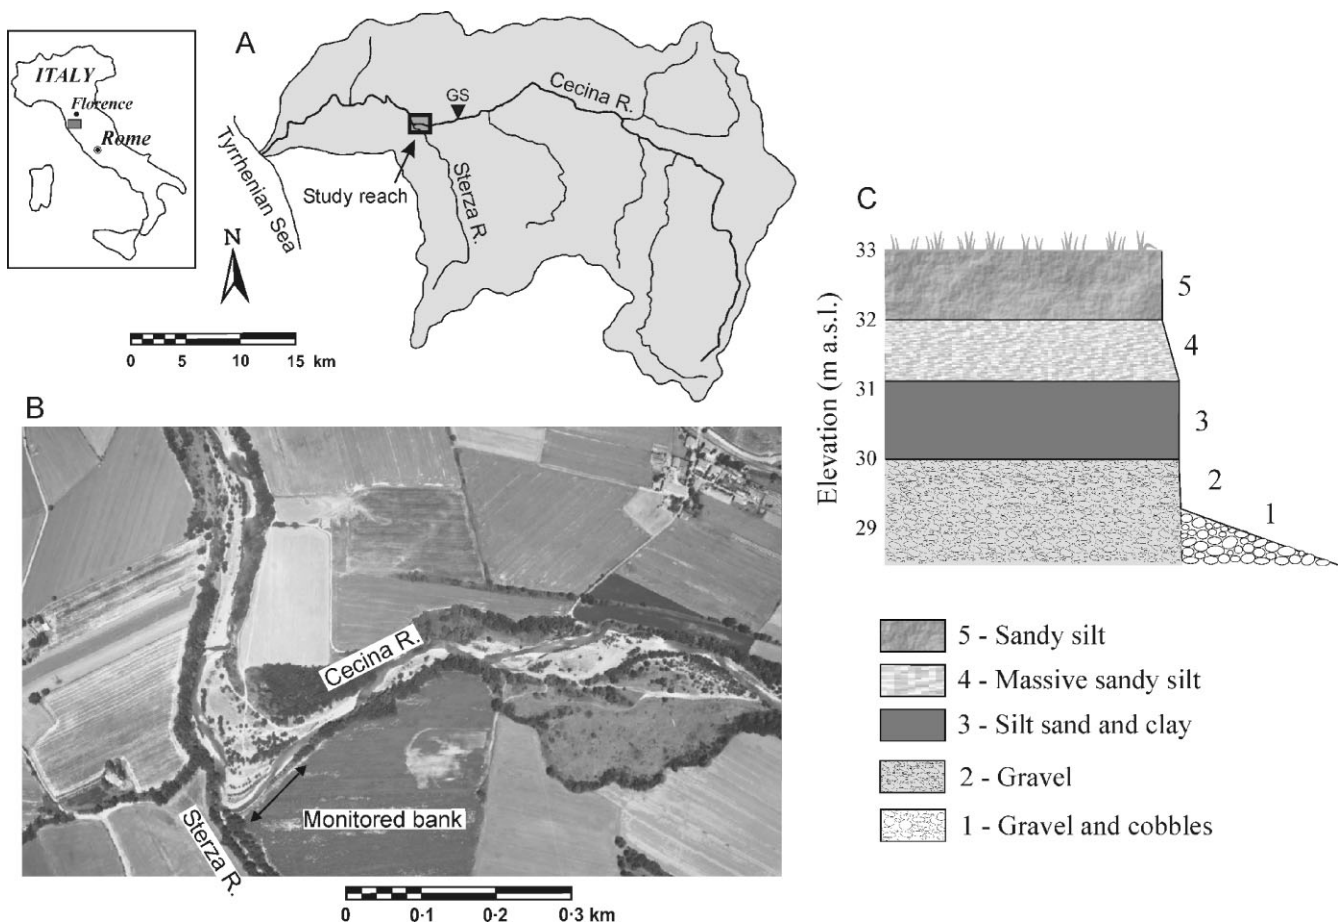 ITALY
Florence
Rome
A
GS
Cecina R.
Tyrrhenian Sea
Study reach
Sterza R.
N
0 5 10 15 km
B
Cecina R.
Monitored bank
Sterza R.
0 0·1 0·2 0·3 km
C
Elevation (m a.s.l.)
33
32
31
30
29
5
4
3
2
1
5 - Sandy silt
4 - Massive sandy silt
3 - Silt sand and clay
2 - Gravel
1 - Gravel and cobbles